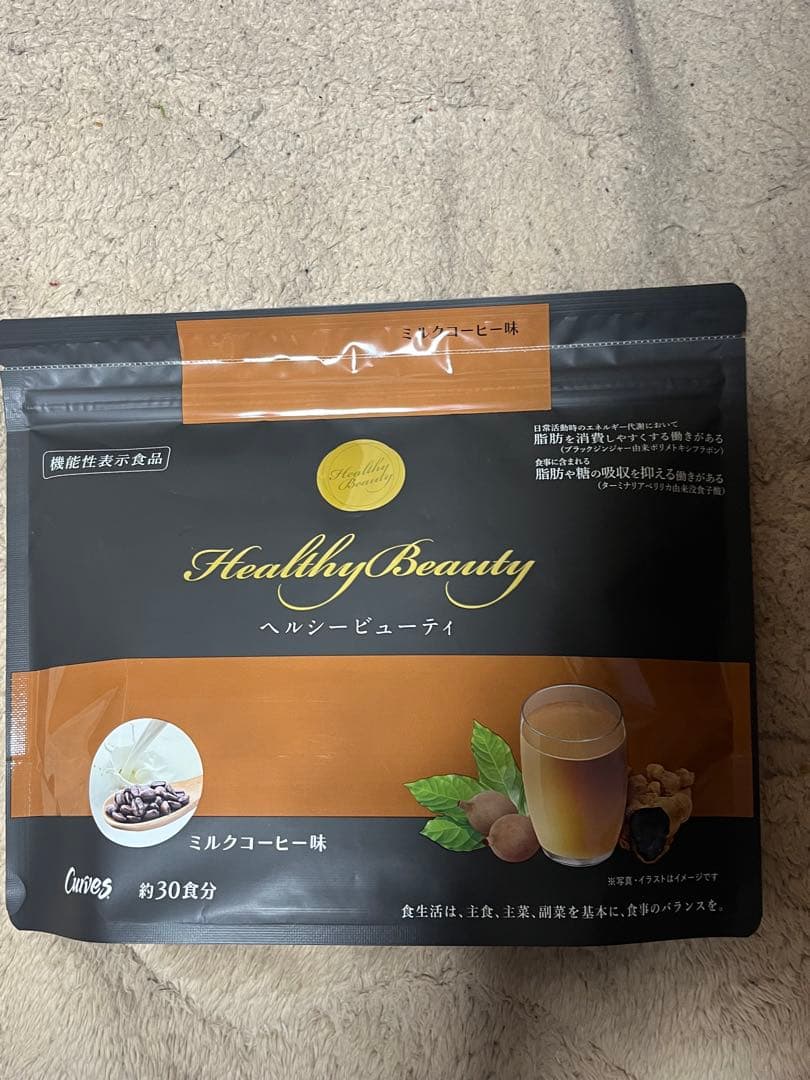 ミルクコーヒー味
機能性表示食品
日常活動時のエネルギー代謝において
脂肪を消費しやすくする働きがある
(ブラックジンジャー由来ポリメトキシフラボン)
食事に含まれる
脂肪や糖の吸収を抑える働きがある
(ターミナリアベリリカ由来没食子酸)
Healthy
Beauty
Healthy Beauty
ヘルシービューティ
ミルクコーヒー味
Curves
約30食分
※写真・イラストはイメージです
食生活は、主食、主菜、副菜を基本に、食事のバランスを。